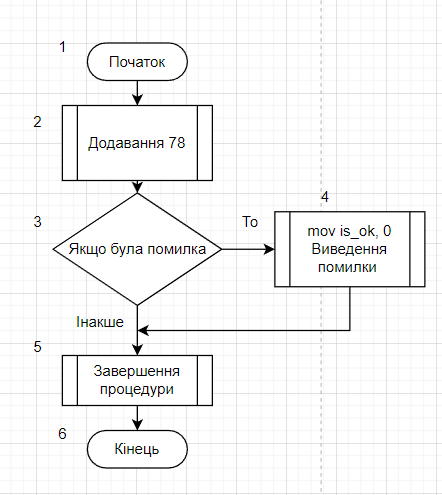 1
Початок
2
Додавання 78
3
Якщо була помилка
То
4
mov is_ok, 0
Виведення
помилки
Інакше
5
Завершення
процедури
6
Кінець